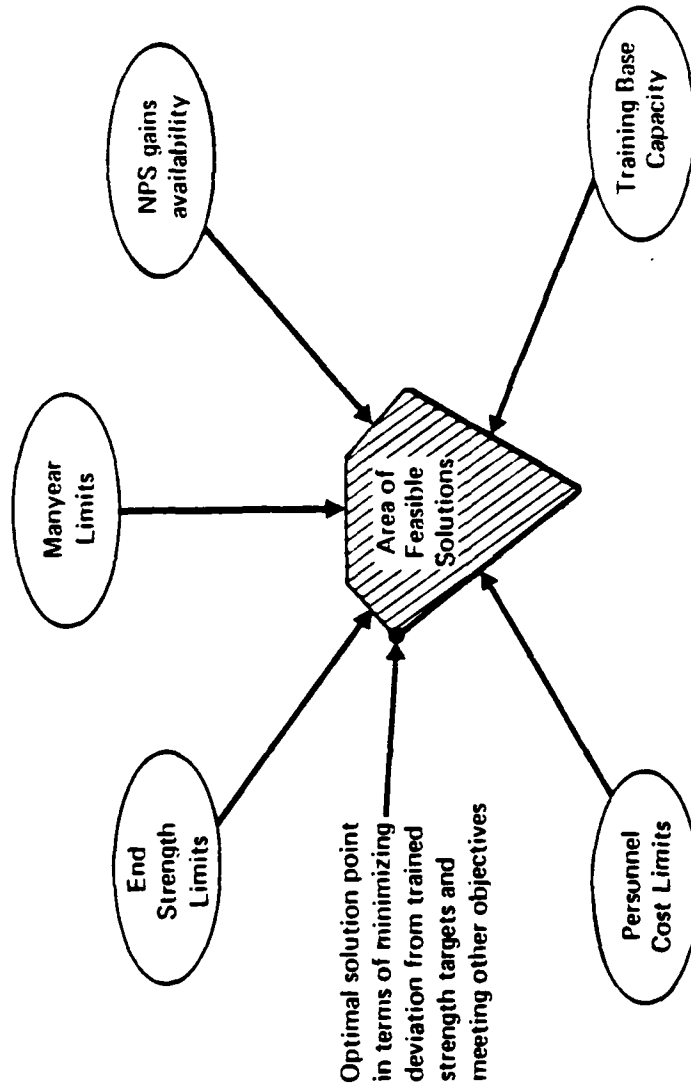 End
Strength
Limits
Manyear
Limits
NPS gains
availability
Area of
Feasible
Solutions
Optimal solution point
in terms of minimizing
deviation from trained
strength targets and
meeting other objectives
Personnel
Cost Limits
Training Base
Capacity